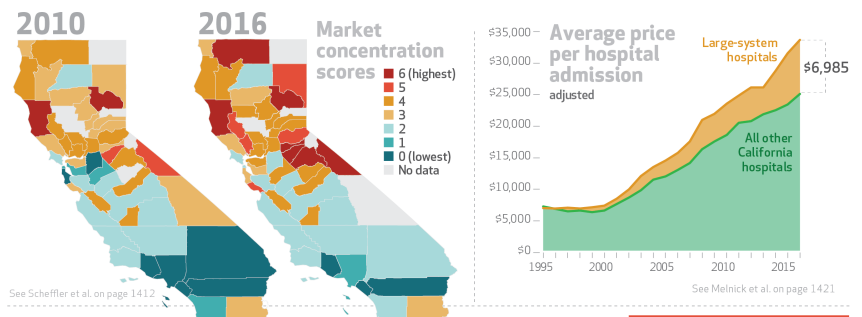 2010
2016
Market
concentration
scores
6 (highest)
5
4
3
2
1
0 (lowest)
No data
See Scheffler et al. on page 1412
Average price
per hospital
admission
adjusted
$35,000
$30,000
$25,000
$20,000
$15,000
$10,000
$5,000
$0
1995
2000
2005
2010
2015
Large-system
hospitals
$6,985
All other
California
hospitals
See Melnick et al. on page 1421